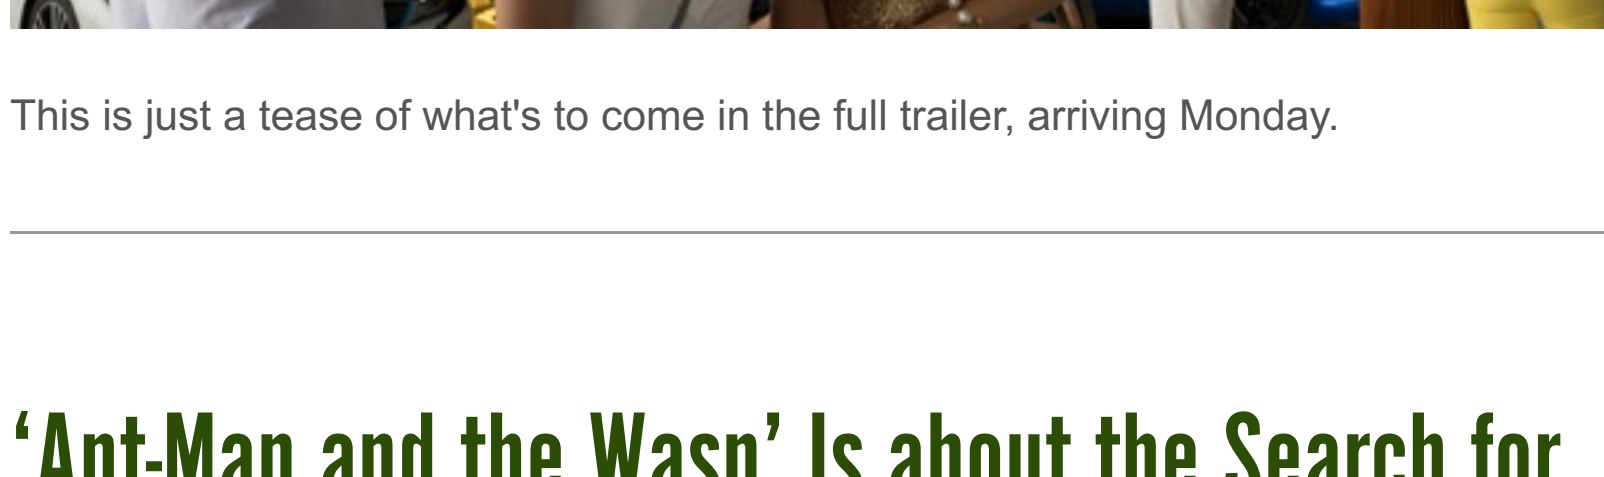 This is just a tease of what's to come in the full trailer, arriving Monday.
‘Ant-Man and the Wasp’ Is about the Search for